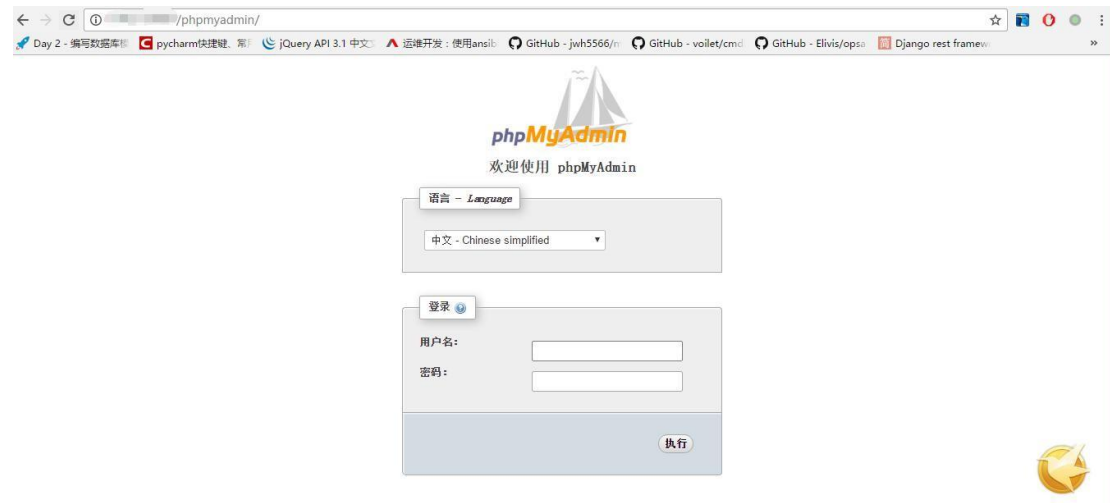 /phpmyadmin/
Day 2 - 编写数据库
pycharm快捷键、常
jQuery API 3.1 中文
运维开发：使用ansib
GitHub - jwh5566/
GitHub - voilet/cmd
GitHub - Elivis/opsa
Django rest framew
»
phpMyAdmin
欢迎使用 phpMyAdmin
语言 - Language
中文 - Chinese simplified
登录
用户名：
密码：
执行